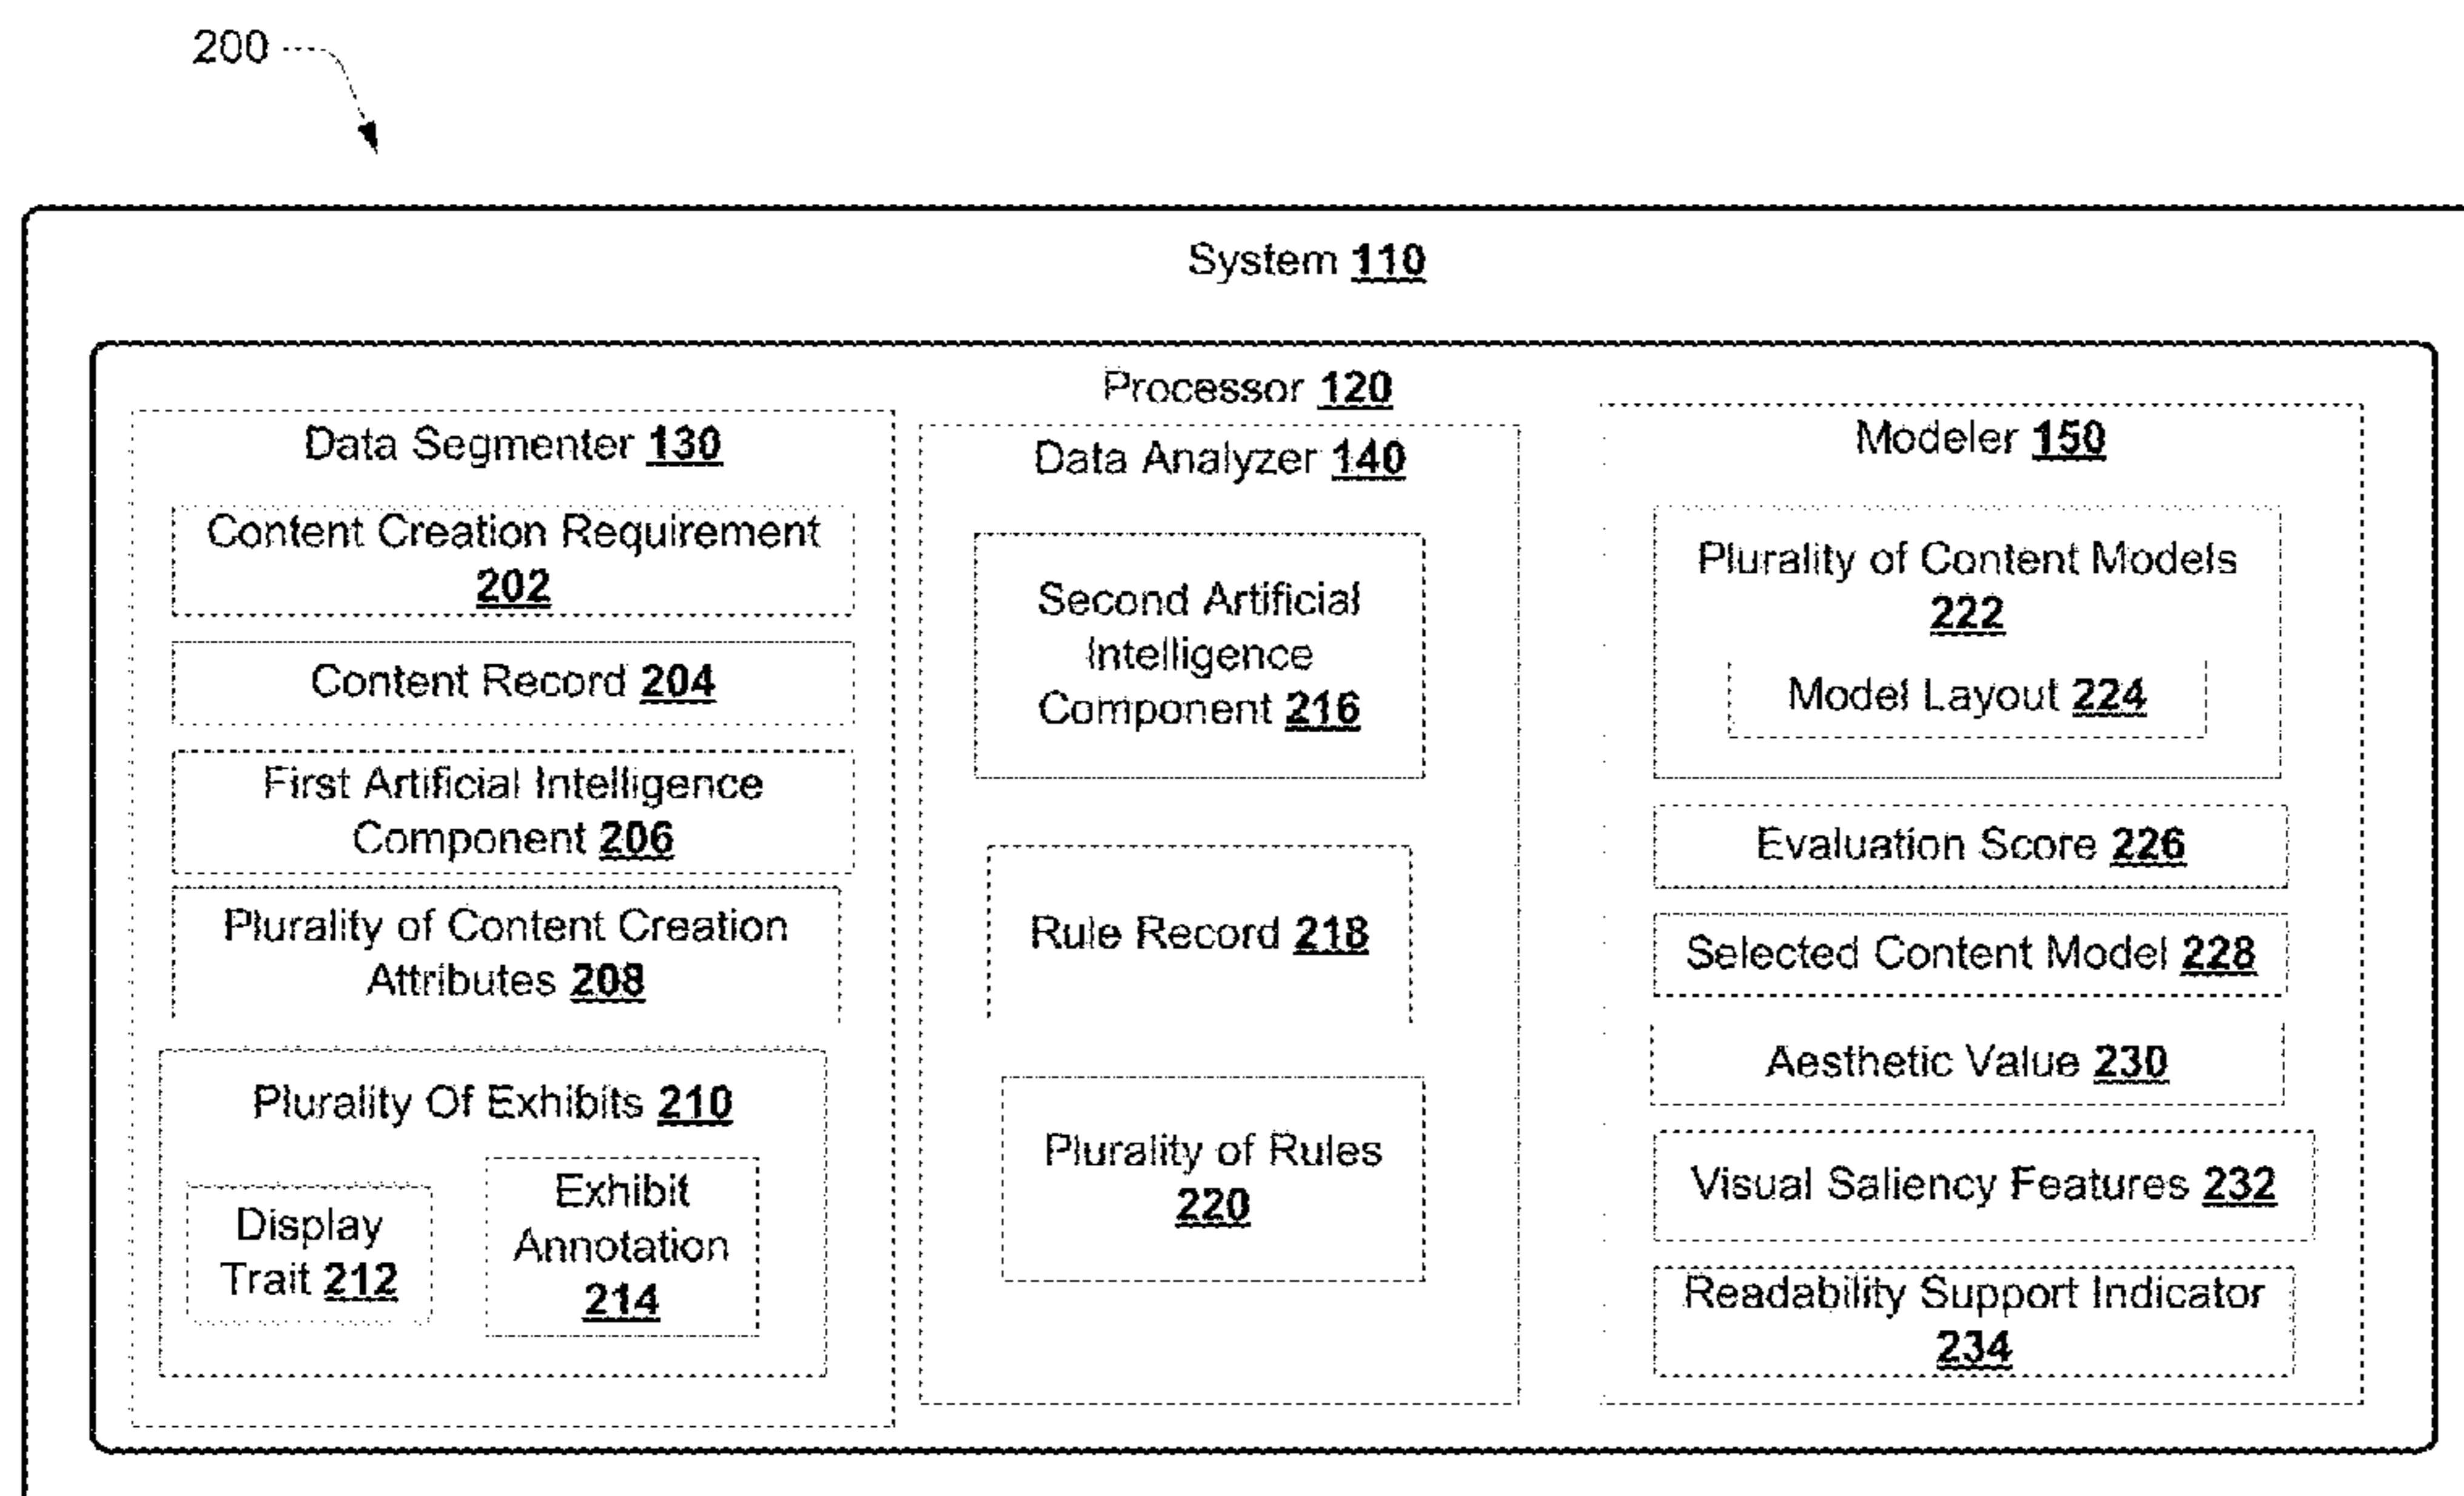 200
System 110
Processor 120
Data Segmenter 130
Content Creation Requirement
202
Content Record 204
First Artificial Intelligence
Component 206
Plurality of Content Creation
Attributes 208
Plurality Of Exhibits 210
Display
Trait 212
Exhibit
Annotation
214
Data Analyzer 140
Second Artificial
Intelligence
Component 216
Rule Record 218
Plurality of Rules
220
Modeler 150
Plurality of Content Models
222
Model Layout 224
Evaluation Score 226
Selected Content Model 228
Aesthetic Value 230
Visual Saliency Features 232
Readability Support Indicator
234